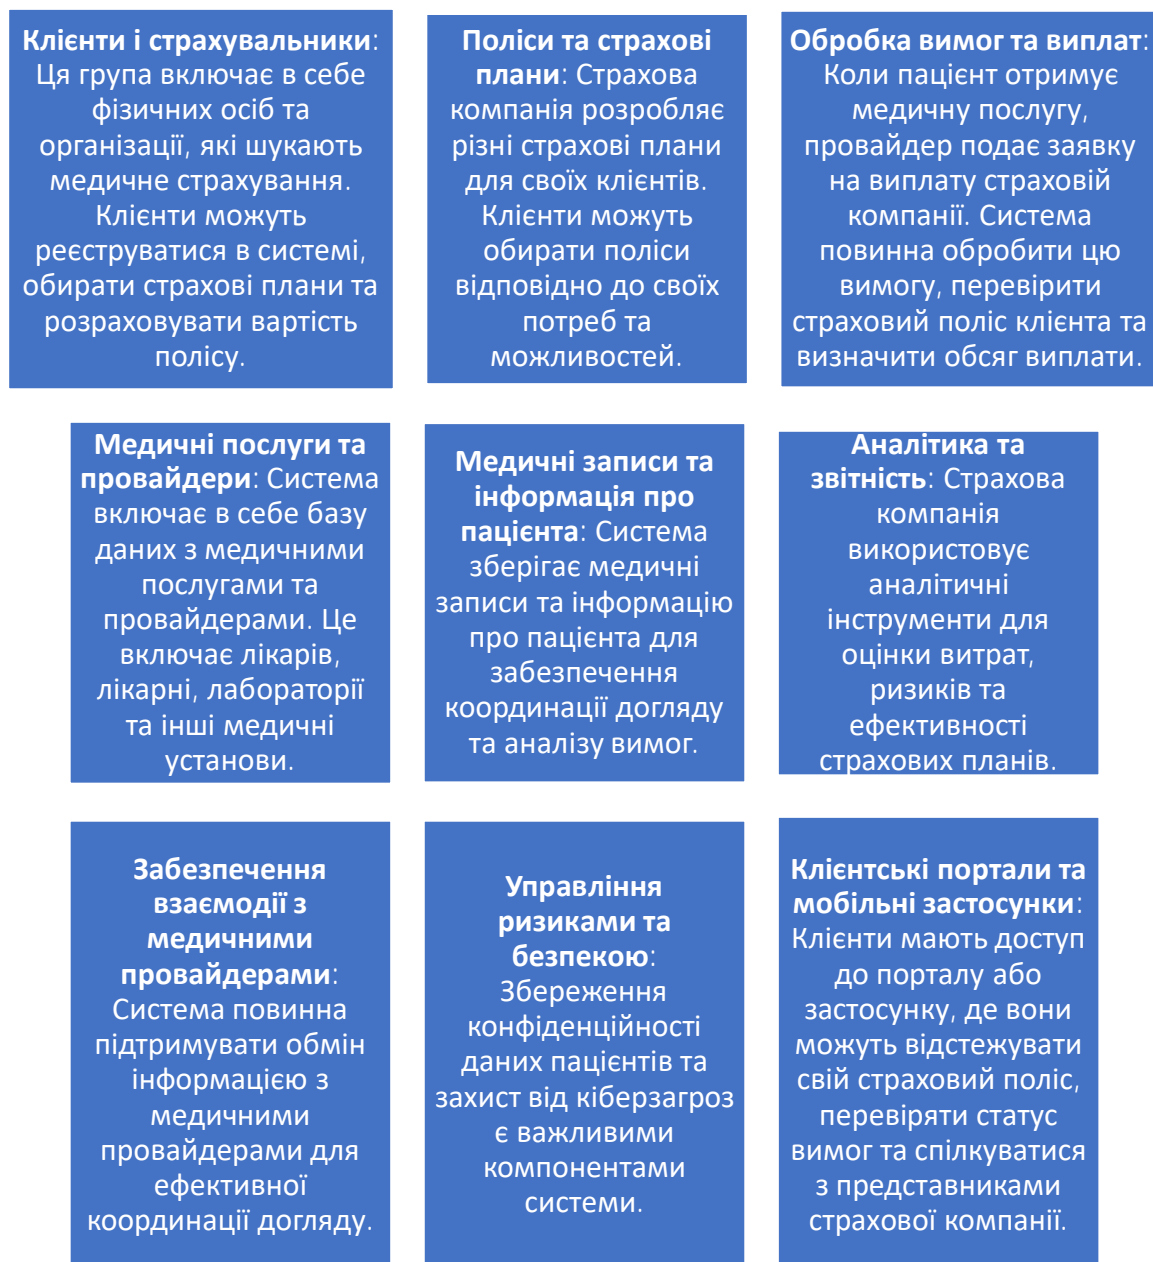 Клієнти і страхувальники:
Ця група включає в себе
фізичних осіб та
організації, які шукають
медичне страхування.
Клієнти можуть
реєструватися в системі,
обирати страхові плани та
розраховувати вартість
полісу.
Поліси та страхові
плани: Страхова
компанія розробляє
різні страхові плани
для своїх клієнтів.
Клієнти можуть
обирати поліси
відповідно до своїх
потреб та
можливостей.
Обробка вимог та виплат:
Коли пацієнт отримує
медичну послугу,
провайдер подає заявку
на виплату страховій
компанії. Система
повинна обробити цю
вимогу, перевірити
страховий поліс клієнта та
визначити обсяг виплати.
Медичні послуги та
провайдери: Система
включає в себе базу
даних з медичними
послугами та
провайдерами. Це
включає лікарів,
лікарні, лабораторії
та інші медичні
установи.
Медичні записи та
інформація про
пацієнта: Система
зберігає медичні
записи та інформацію
про пацієнта для
забезпечення
координації догляду
та аналізу вимог.
Аналітика та
звітність: Страхова
компанія
використовує
аналітичні
інструменти для
оцінки витрат,
ризиків та
ефективності
страхових планів.
Забезпечення
взаємодії з
медичними
провайдерами:
Система повинна
підтримувати обмін
інформацією з
медичними
провайдерами для
ефективної
координації догляду.
Управління
ризиками та
безпекою:
Збереження
конфіденційності
даних пацієнтів та
захист від кіберзагроз
є важливими
компонентами
системи.
Клієнтські портали та
мобільні застосунки:
Клієнти мають доступ
до порталу або
застосунку, де вони
можуть відстежувати
свій страховий поліс,
перевіряти статус
вимог та спілкуватися
з представниками
страхової компанії.